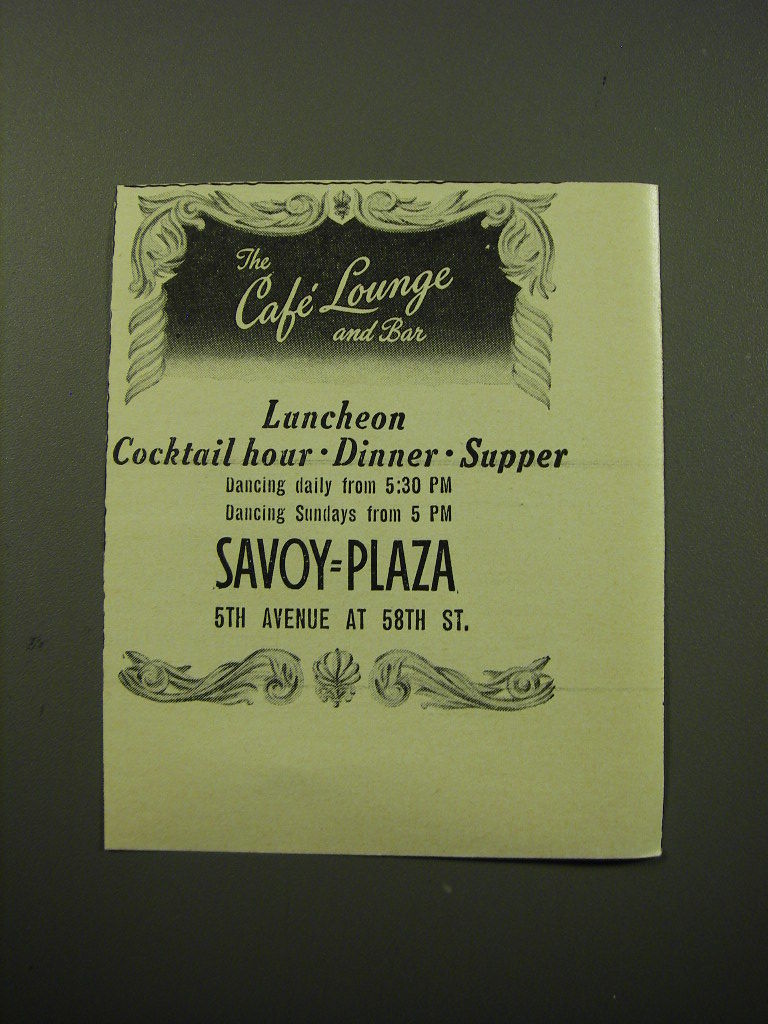 The
Café Lounge
and Bar
Luncheon
Cocktail hour · Dinner · Supper
Dancing daily from 5:30 PM
Dancing Sundays from 5 PM
SAVOY=PLAZA
5TH AVENUE AT 58TH ST.